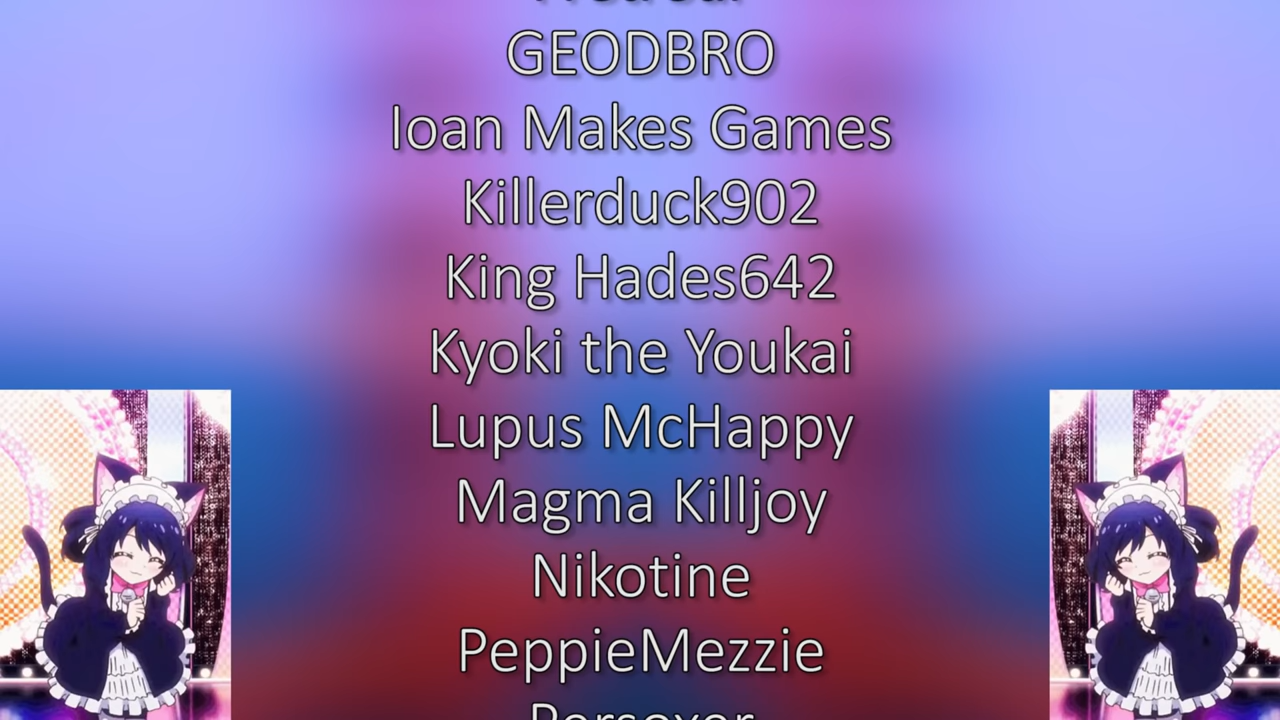 GEODBRO
Ioan Makes Games
Killerduck902
King Hades642
Kyoki the Youkai
Lupus McHappy
Magma Killjoy
Nikotine
PeppieMezzie